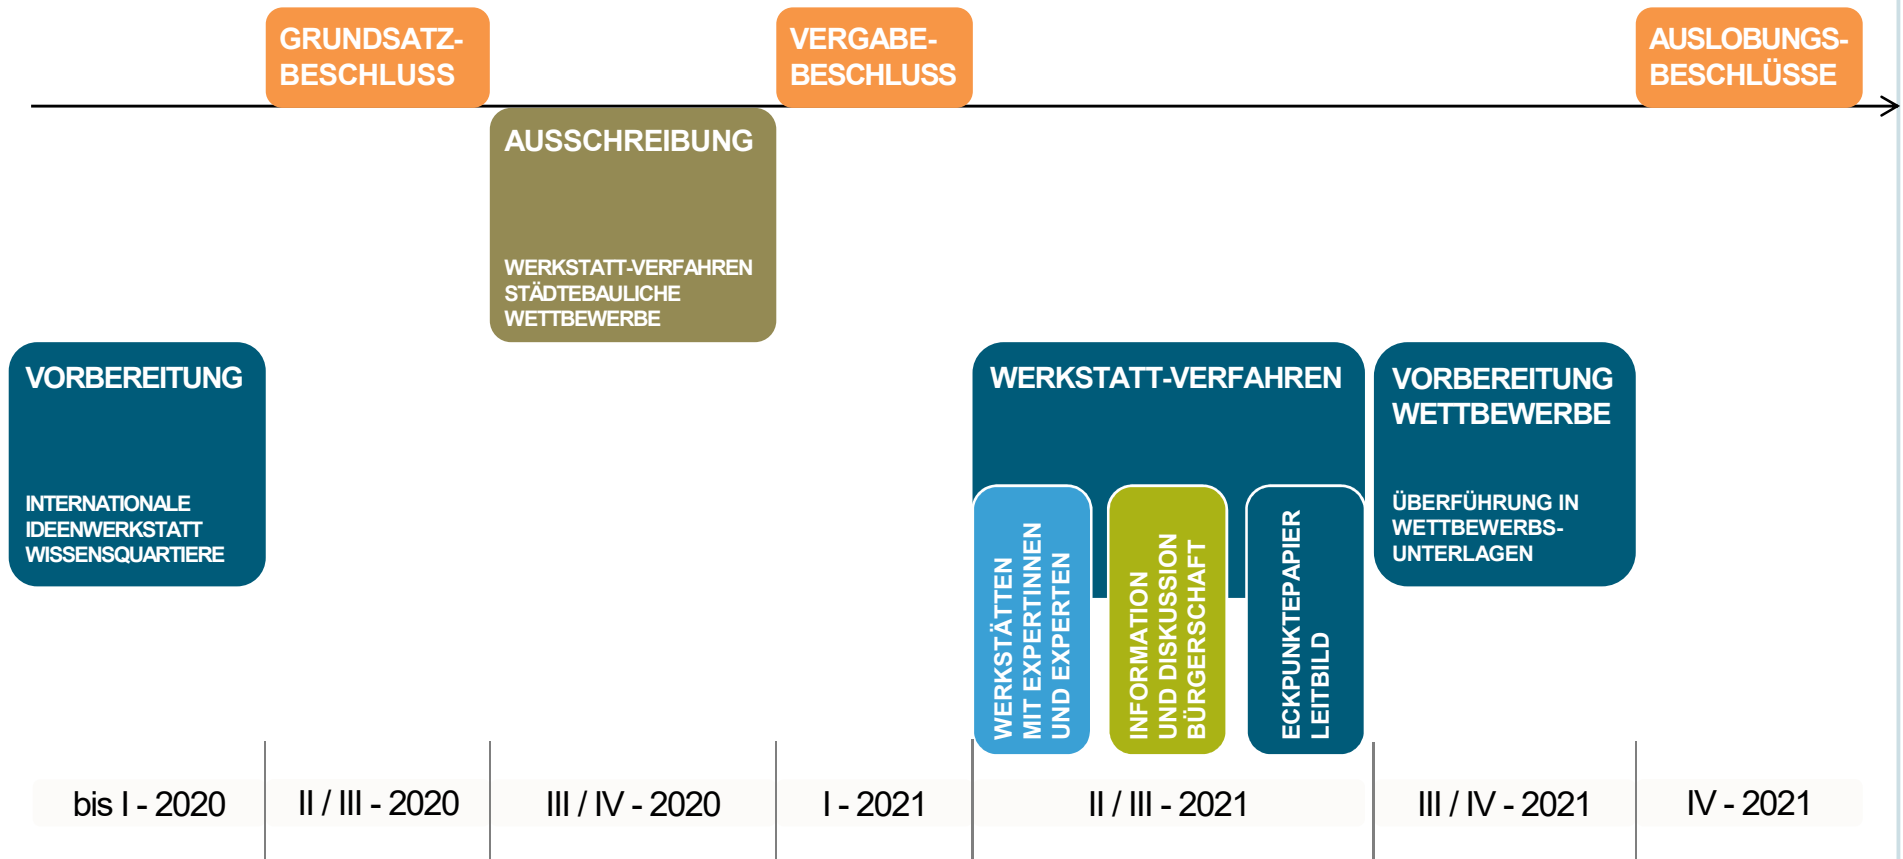 GRUNDSATZ-
BESCHLUSS
VERGABE-
BESCHLUSS
AUSLOBUNGS-
BESCHLÜSSE
AUSSCHREIBUNG
WERKSTATT-VERFAHREN
STÄDTEBAULICHE
WETTBEWERBE
VORBEREITUNG
INTERNATIONALE
IDEENWERKSTATT
WISSENSQUARTIERE
WERKSTATT-VERFAHREN
WERKSTÄTTEN
MIT EXPERTINNEN
UND EXPERTEN
INFORMATION
UND DISKUSSION
BÜRGERSCHAFT
ECKPUNKTEPAPIER
LEITBILD
VORBEREITUNG
WETTBEWERBE
ÜBERFÜHRUNG IN
WETTBEWERBS-
UNTERLAGEN
bis I - 2020
II / III - 2020
III / IV - 2020
I - 2021
II / III - 2021
III / IV - 2021
IV - 2021